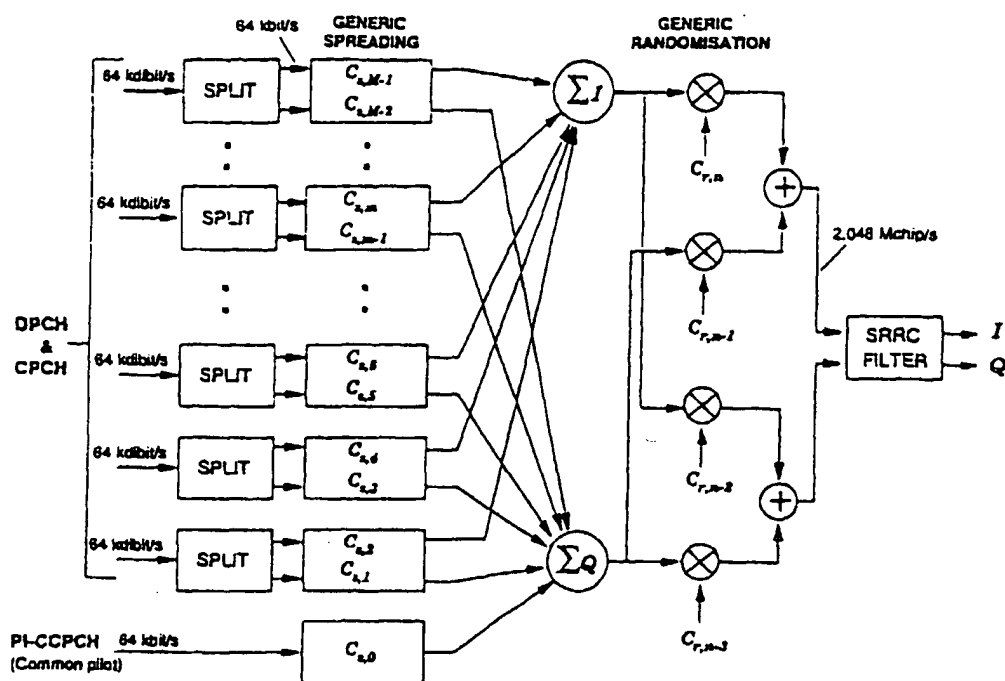 64 kbit/s
GENERIC SPREADING
GENERIC RANDOMISATION
64 kdibit/s
SPLIT
C_{s,M-1}
C_{s,M-2}
Σ I
C_{r,n}
64 kdibit/s
SPLIT
C_{s,m}
C_{s,m-1}
+
C_{r,n-1}
2.048 Mchip/s
DPCH
&
CPCH
64 kdibit/s
SPLIT
C_{s,6}
C_{s,5}
SRRC
FILTER
I
Q
64 kdibit/s
SPLIT
C_{s,4}
C_{s,3}
C_{r,n-2}
+
64 kdibit/s
SPLIT
C_{s,2}
C_{s,1}
Σ Q
C_{r,n-3}
PI-CCPCH
(Common pilot)
64 kbit/s
C_{s,0}